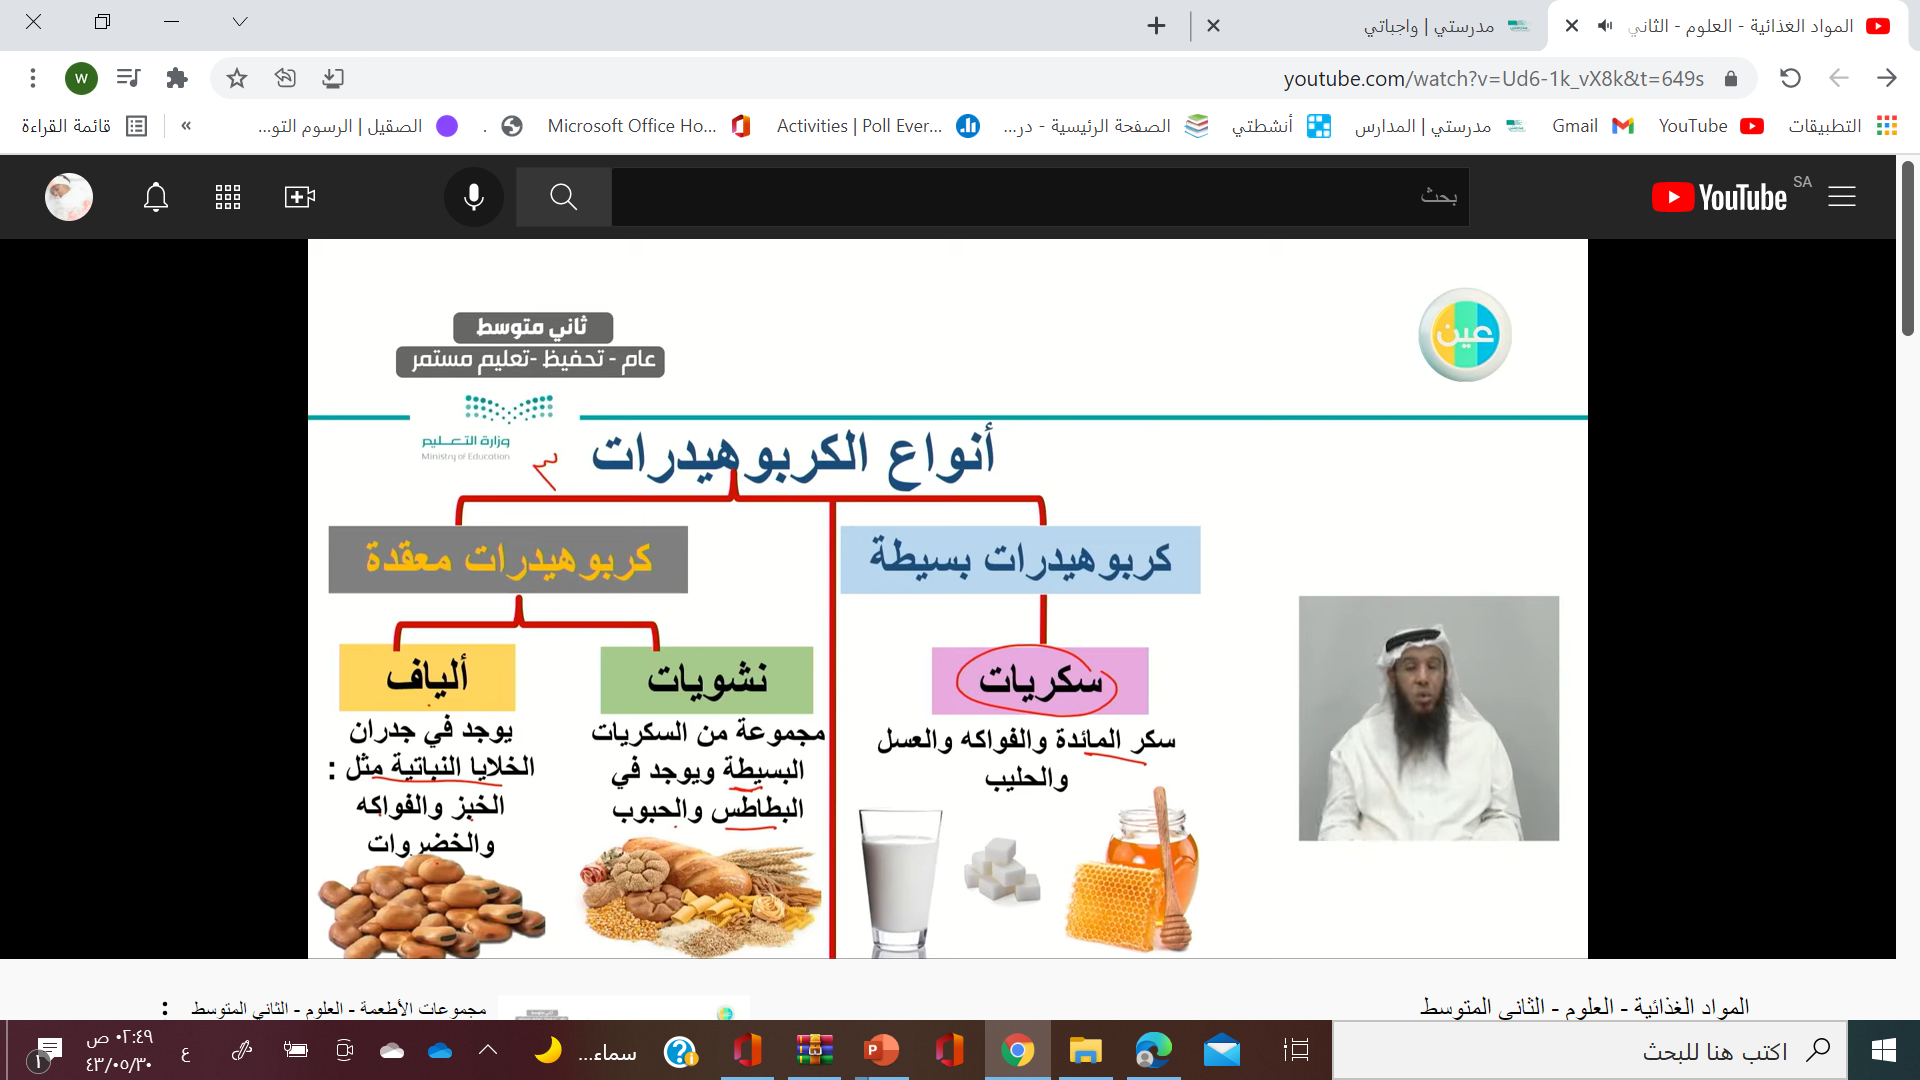 المواد الغذائية - العلوم - الثاني
مدرستي | واجباتي
youtube.com/watch?v=Ud6-1k_vX8k&t=649s
W
التطبيقات
YouTube
Gmail
مدرستي | المدارس
أنشطتي
الصفحة الرئيسية - در...
Activities | Poll Ever...
Microsoft Office Ho...
.
الصقيل | الرسوم التو...
»
قائمة القراءة
YouTube SA
بحث
عين
ثاني متوسط
عام - تحفيظ -تعليم مستمر
وزارة التعليم
Ministry of Education
أنواع الكربوهيدرات
٣
كربوهيدرات بسيطة
كربوهيدرات معقدة
سكريات
سكر المائدة والفواكه والعسل
والحليب
نشويات
مجموعة من السكريات
البسيطة ويوجد في
البطاطس والحبوب
ألياف
يوجد في جدران
الخلايا النباتية مثل :
الخبز والفواكه
والخضروات
المواد الغذائية - العلوم - الثاني المتوسط
مجموعات الأطعمة - العلوم - الثاني المتوسط
اكتب هنا للبحث
سماء...
ع
٠٢:٤٩ ص
٤٣/٠٥/٣٠
١